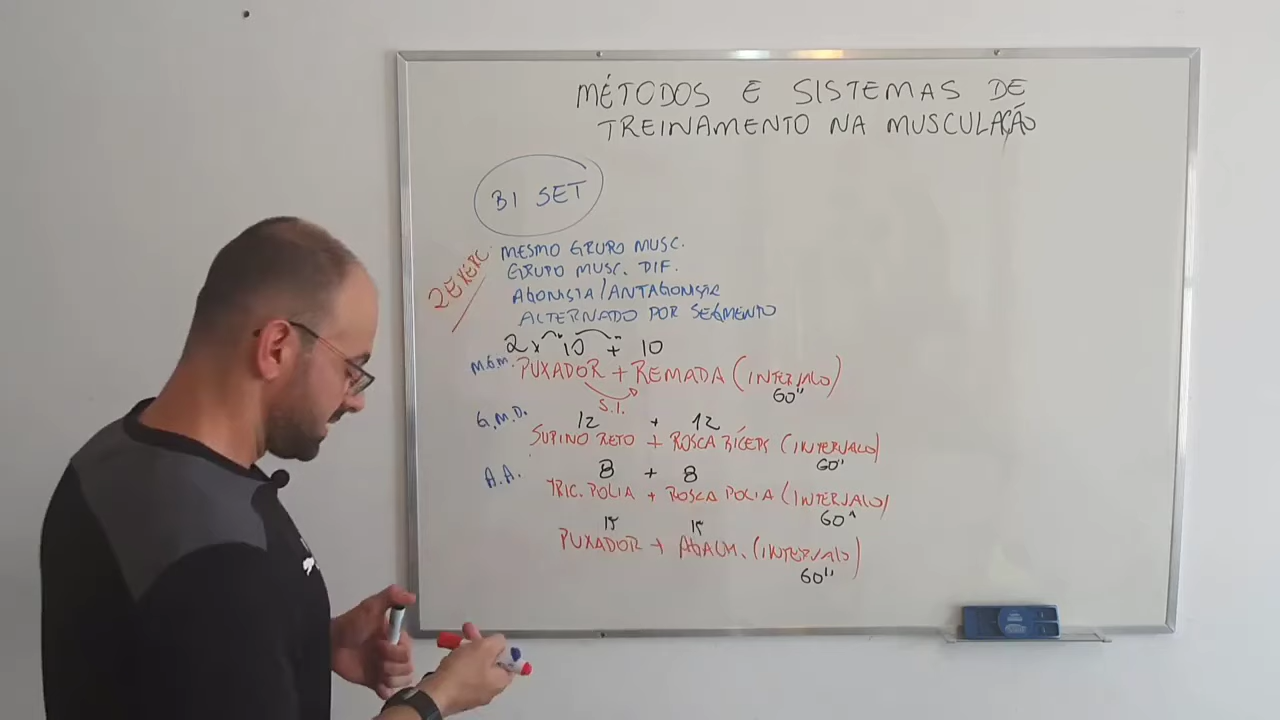 MÉTODOS E SISTEMAS DE
TREINAMENTO NA MUSCULAÇÃO
BI SET
2 EXERC.
MESMO GRUPO MUSC.
GRUPO MUSC. DIF.
AGONISTA/ANTAGONISTA
ALTERNADO POR SEGMENTO
2x 10 + 10
M.G.M. PUXADOR + REMADA (INTERVALO)
60"
S.I.
G.M.D. 12 + 12
SUPINO RETO + ROSCA BÍCEPS (INTERVALO)
60"
A.A. 8 + 8
TRIC. POLIA + ROSCA POLIA (INTERVALO)
60"
15 15
PUXADOR + AGACH. (INTERVALO)
60"